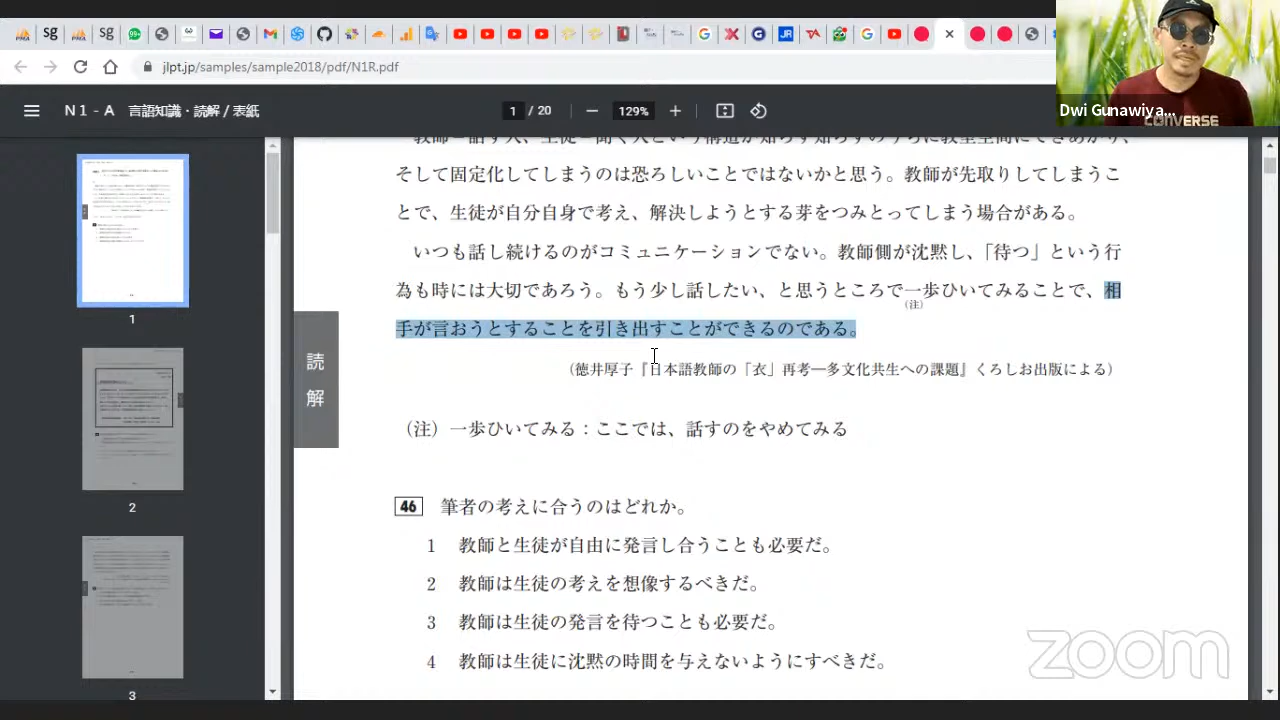 jlpt.jp/samples/sample2018/pdf/N1R.pdf
N1-A 言語知識・読解 / 表紙
1 / 20
129%
Dwi Gunawiya...
CONVERSE
そして固定化してしまうのは恐ろしいことではないかと思う。教師が先取りしてしまうこ
とで、生徒が自分自身で考え、解決しようとする芽をつみとってしまう場合がある。
いつも話し続けるのがコミュニケーションでない。教師側が沈黙し、「待つ」という行
為も時には大切であろう。もう少し話したい、と思うところで一歩ひいてみることで、相
(注)
手が言おうとすることを引き出すことができるのである。
(徳井厚子『日本語教師の「衣」再考―多文化共生への課題』くろしお出版による)
(注)一歩ひいてみる:ここでは、話すのをやめてみる
読解
46 筆者の考えに合うのはどれか。
1 教師と生徒が自由に発言し合うことも必要だ。
2 教師は生徒の考えを想像するべきだ。
3 教師は生徒の発言を待つことも必要だ。
4 教師は生徒に沈黙の時間を与えないようにすべきだ。
1
2
3
zoom